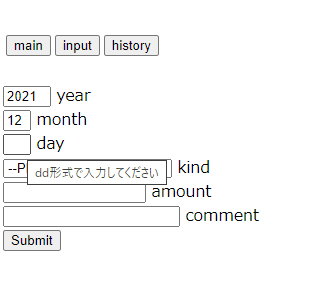 main input history
2021 year
12 month
day
--P kind
dd形式で入力してください
amount
comment
Submit